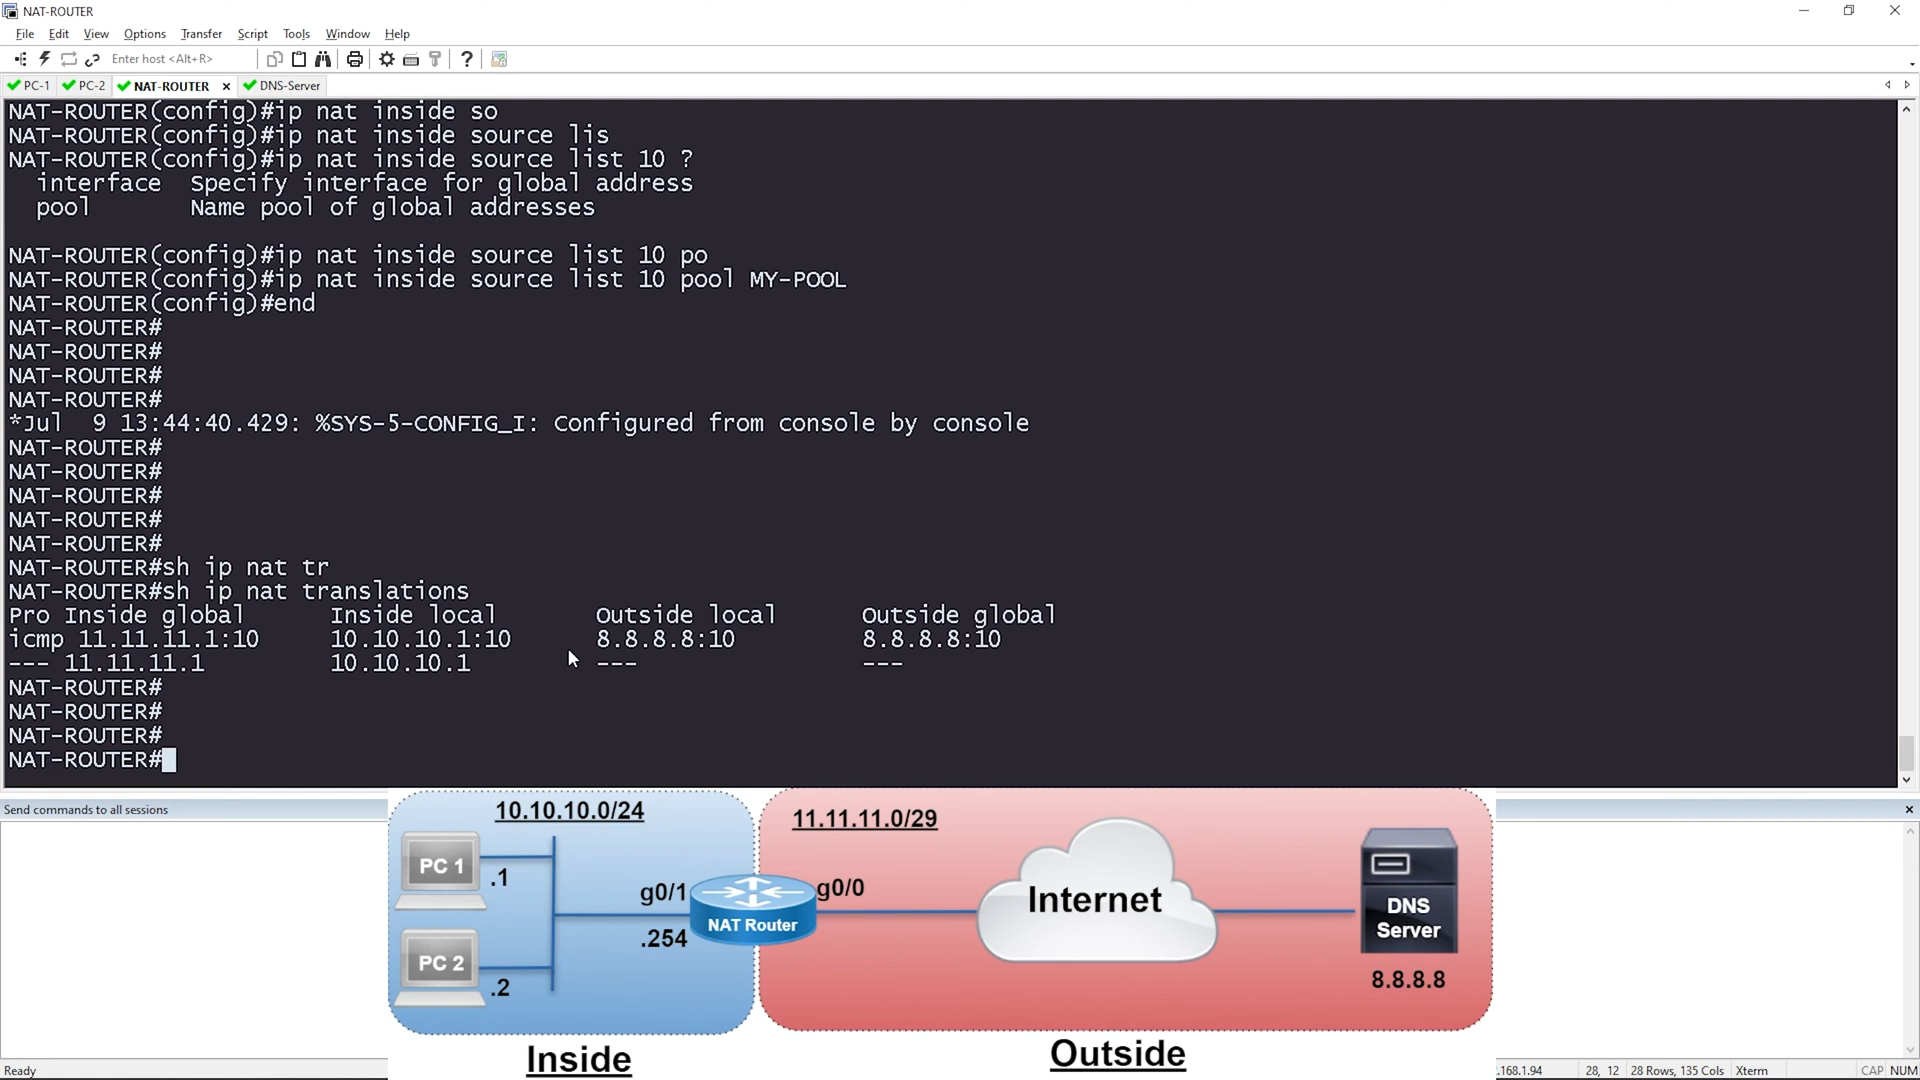 NAT-ROUTER
File Edit View Options Transfer Script Tools Window Help
Enter host <Alt+R>
PC-1 PC-2 NAT-ROUTER x DNS-Server
NAT-ROUTER(config)#ip nat inside so
NAT-ROUTER(config)#ip nat inside source lis
NAT-ROUTER(config)#ip nat inside source list 10 ?
  interface  Specify interface for global address
  pool       Name pool of global addresses
NAT-ROUTER(config)#ip nat inside source list 10 po
NAT-ROUTER(config)#ip nat inside source list 10 pool MY-POOL
NAT-ROUTER(config)#end
NAT-ROUTER#
NAT-ROUTER#
NAT-ROUTER#
NAT-ROUTER#
*Jul  9 13:44:40.429: %SYS-5-CONFIG_I: Configured from console by console
NAT-ROUTER#
NAT-ROUTER#
NAT-ROUTER#
NAT-ROUTER#
NAT-ROUTER#
NAT-ROUTER#sh ip nat tr
NAT-ROUTER#sh ip nat translations
Pro Inside global      Inside local       Outside local      Outside global
icmp 11.11.11.1:10     10.10.10.1:10      8.8.8.8:10         8.8.8.8:10
--- 11.11.11.1         10.10.10.1         ---                ---
NAT-ROUTER#
NAT-ROUTER#
NAT-ROUTER#
NAT-ROUTER#
Send commands to all sessions
10.10.10.0/24
11.11.11.0/29
PC 1
.1
g0/1
.254
NAT Router
g0/0
Internet
DNS
Server
8.8.8.8
PC 2
.2
Inside
Outside
Ready
.168.1.94 28, 12 28 Rows, 135 Cols Xterm CAP NUM